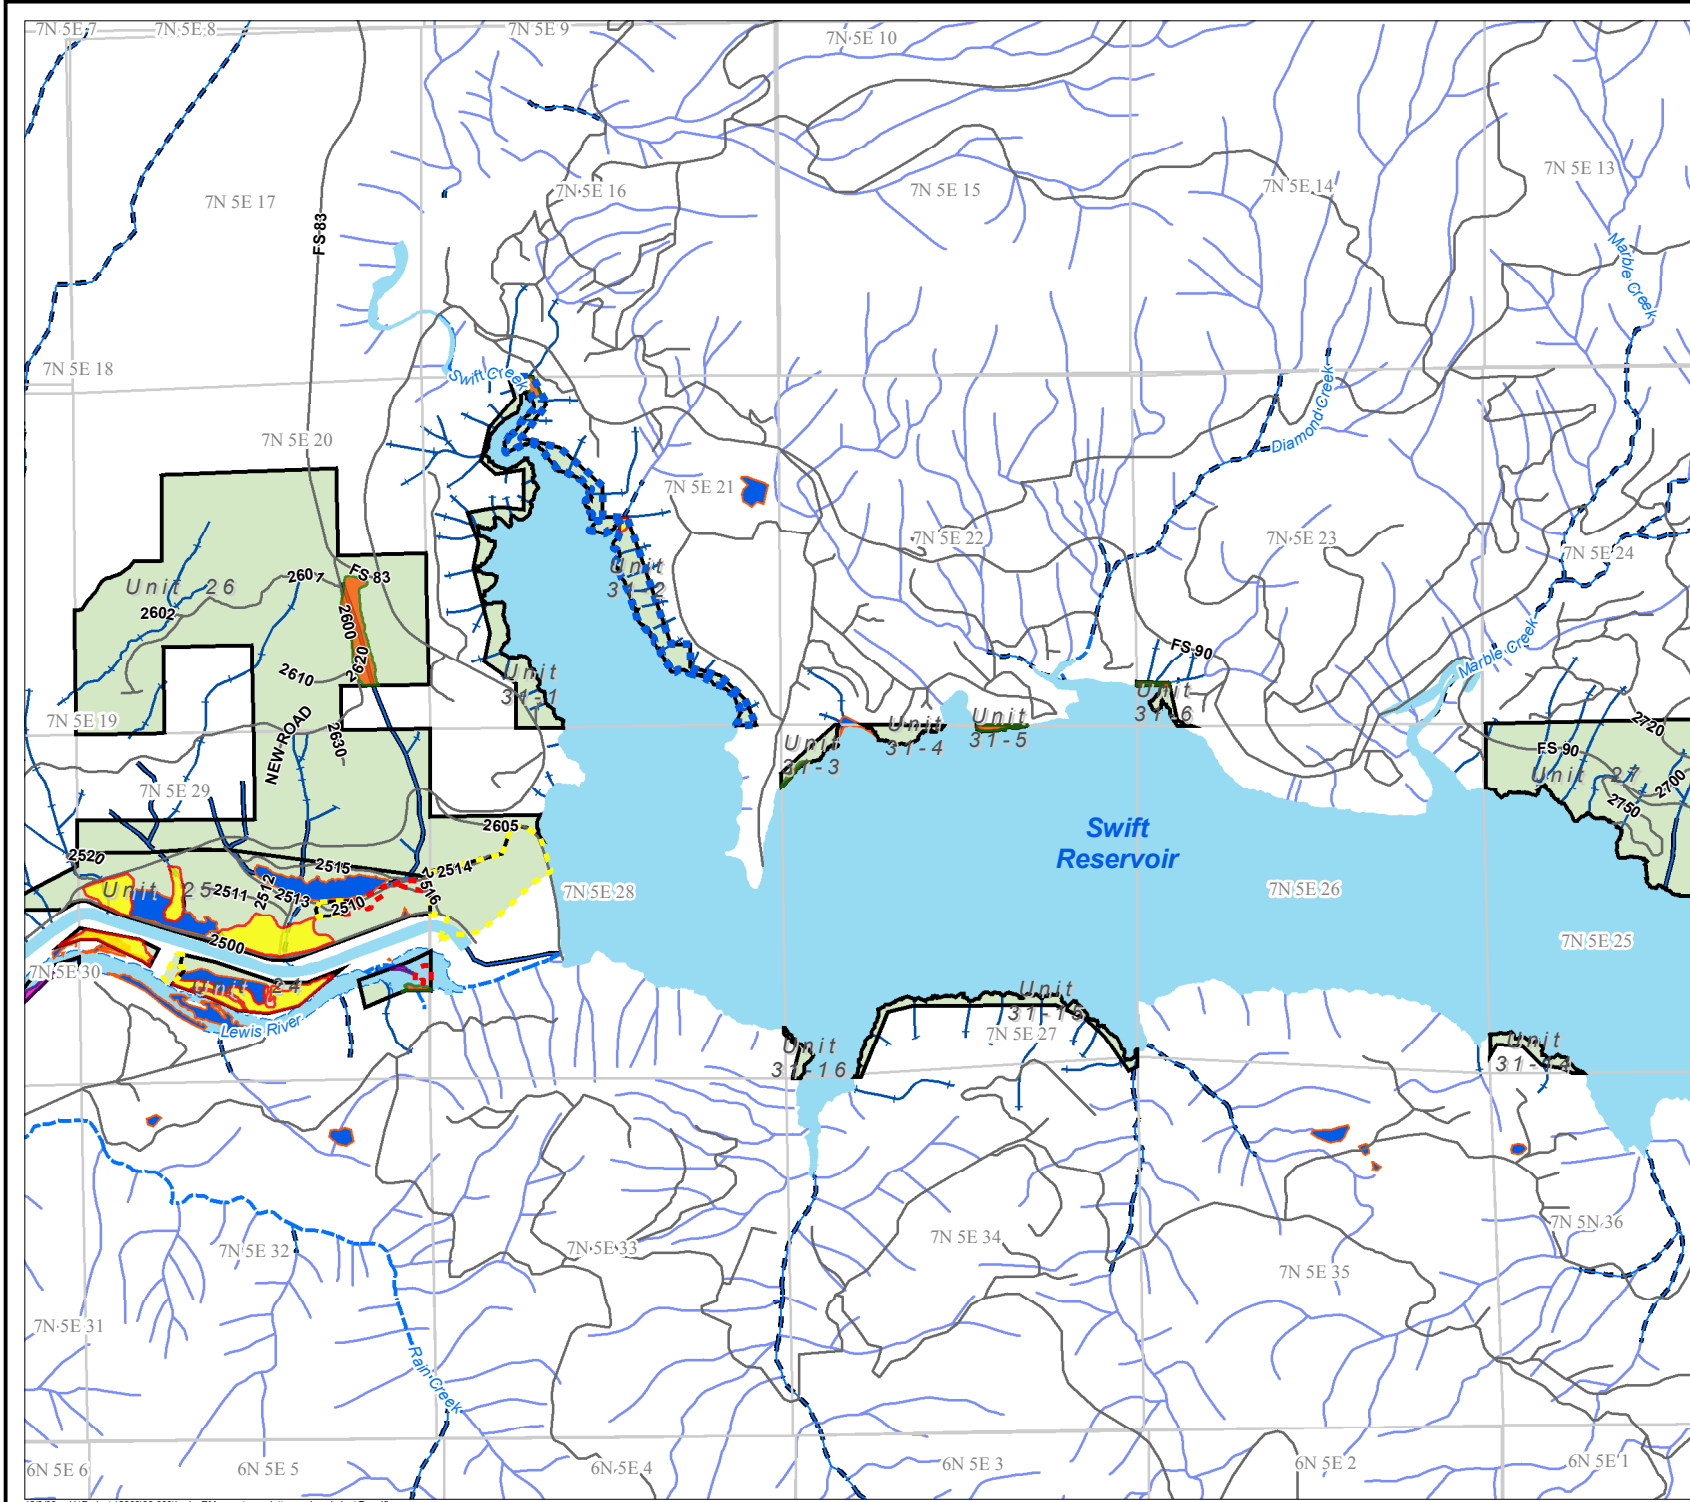 7N 5E 7
7N 5E 8
7N 5E 9
7N 5E 10
7N 5E 13
7N 5E 14
7N 5E 15
7N 5E 16
7N 5E 17
FS 83
Marble Creek
7N 5E 18
Swift Creek
7N 5E 20
Diamond Creek
7N 5E 21
7N 5E 22
7N 5E 23
7N 5E 24
Unit 26
2601
FS 83
2602
2600
2620
2610
Unit
31-2
Unit
31-1
FS 90
Marble Creek
Unit
31-6
7N 5E 19
NEW ROAD
2630
Unit
31-3
Unit
31-4
Unit
31-5
2720
FS 90
Unit 27
2700
2750
7N 5E 29
2605
Swift
Reservoir
2520
2515
2514
2516
Unit 25
2511
2512
2513
2510
7N 5E 28
7N 5E 26
2500
7N 5E 25
7N 5E 30
Unit 24
Lewis River
Unit
31-15
7N 5E 27
Unit
31-16
Unit
31-14
7N 5E 32
7N 5E 33
7N 5E 34
7N 5E 35
7N 5N 36
7N 5E 31
Rain Creek
6N 5E 6
6N 5E 5
6N 5E 4
6N 5E 3
6N 5E 2
6N 5E 1